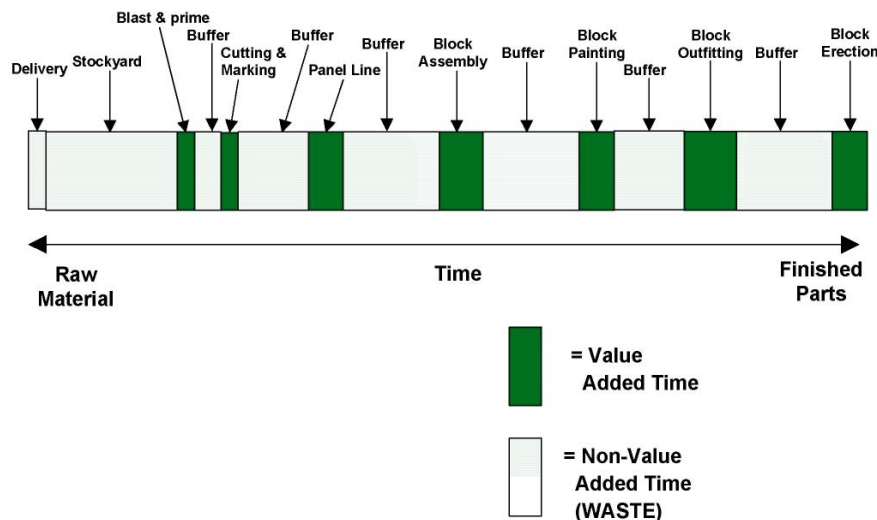 Delivery
Stockyard
Blast & prime
Buffer
Cutting &
Marking
Buffer
Panel Line
Buffer
Block
Assembly
Buffer
Block
Painting
Buffer
Block
Outfitting
Buffer
Block
Erection
Raw
Material
Time
Finished
Parts
= Value
Added Time
= Non-Value
Added Time
(WASTE)